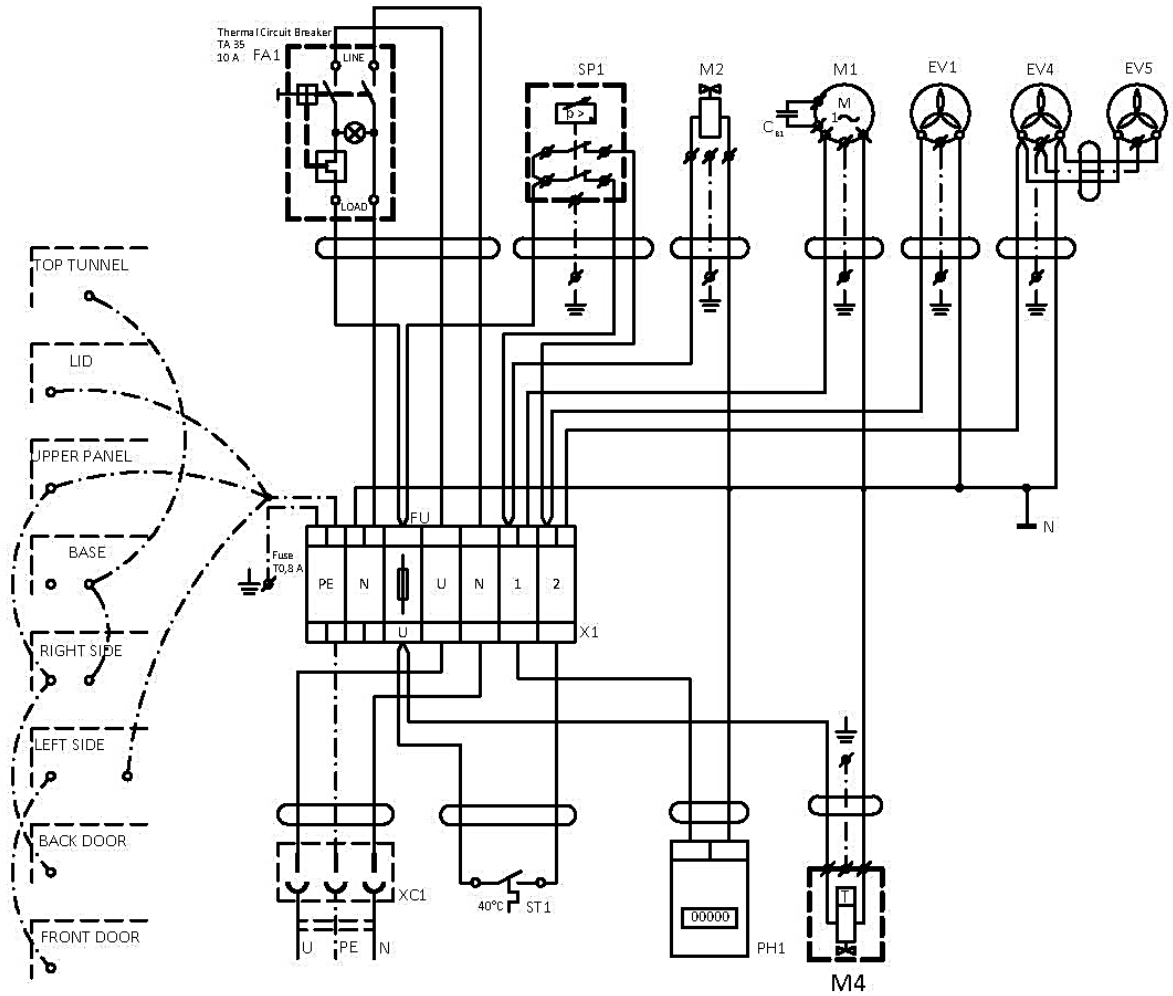 Thermal Circuit Breaker
TA 35
10 A
FA1
LINE
LOAD
SP1
p >
M2
M1
M
1 ~
C B1
EV1
EV4
EV5
TOP TUNNEL
LID
UPPER PANEL
BASE
RIGHT SIDE
LEFT SIDE
BACK DOOR
FRONT DOOR
Fuse
T0,8 A
FU
N
PE
N
U
N
1
2
U
X1
XC1
U
PE
N
40°C
ST1
00000
PH1
T
M4